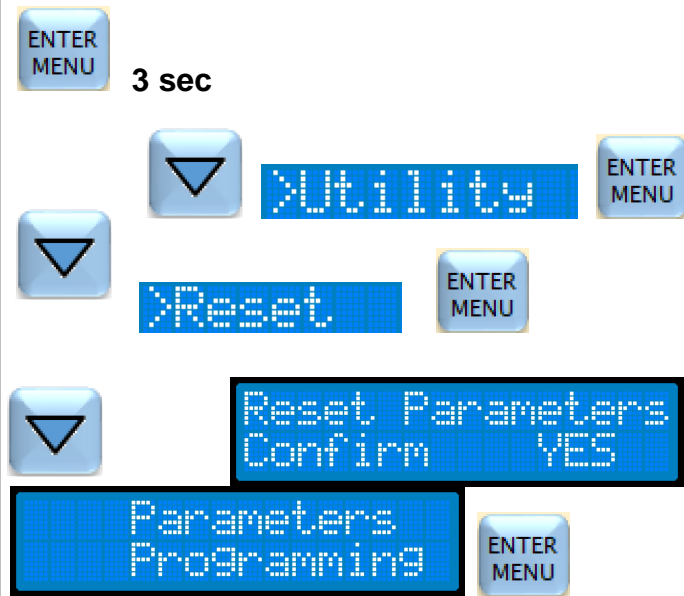 ENTER
MENU
3 sec
>Utility
ENTER
MENU
>Reset
ENTER
MENU
Reset Parameters
Confirm YES
Parameters
Programming
ENTER
MENU